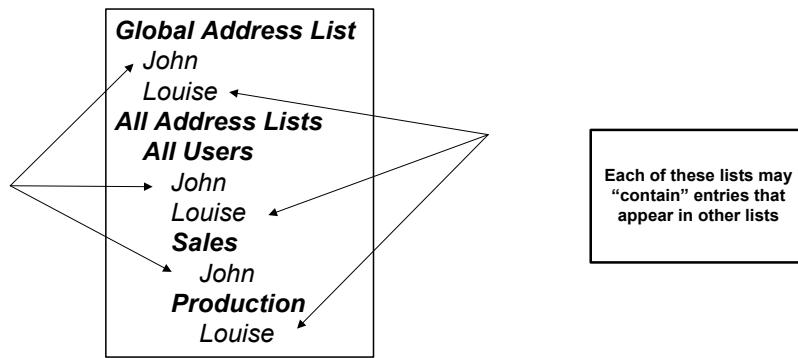 Global Address List
John
Louise
All Address Lists
All Users
John
Louise
Sales
John
Production
Louise
Each of these lists may
“contain” entries that
appear in other lists